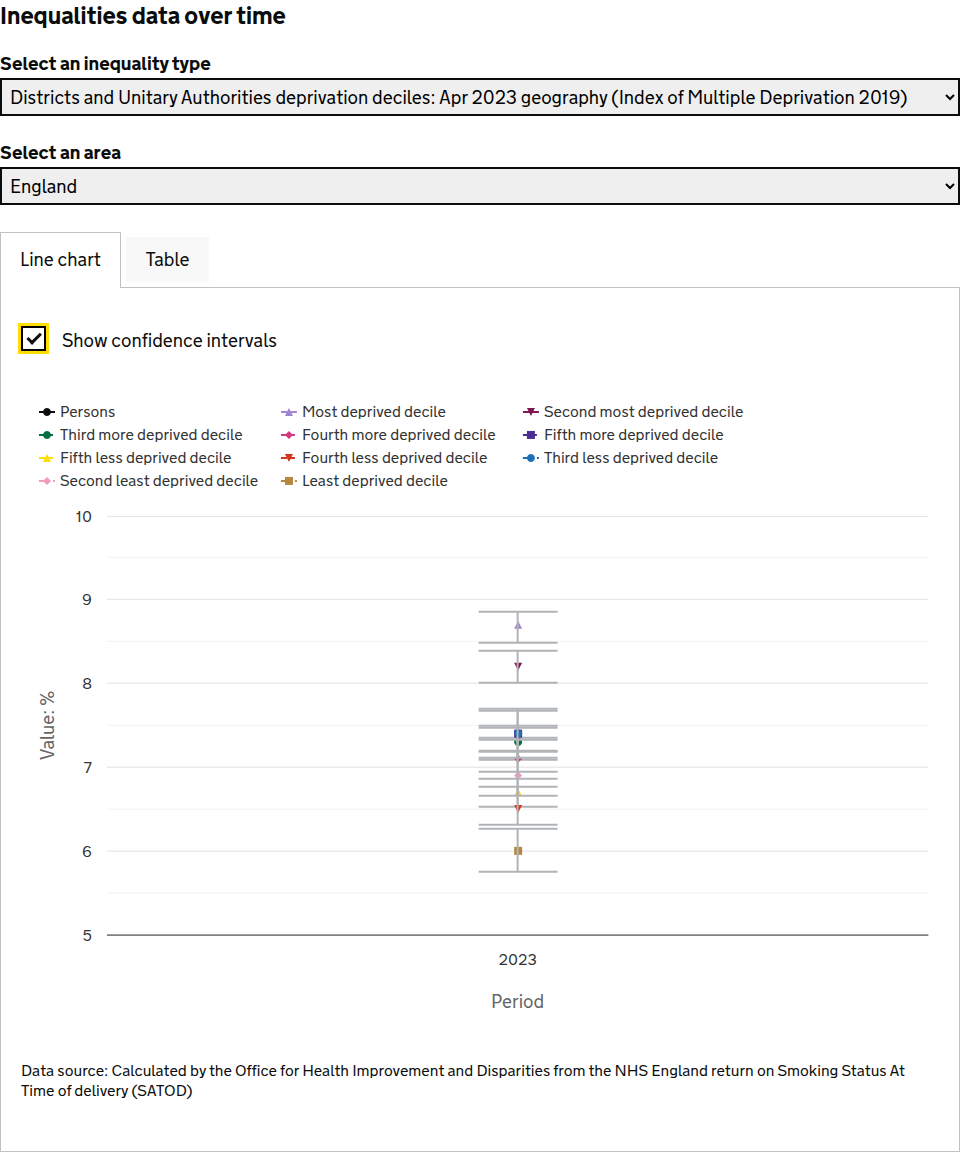 Inequalities data over time
Select an inequality type
Districts and Unitary Authorities deprivation deciles: Apr 2023 geography (Index of Multiple Deprivation 2019)
Select an area
England
Line chart Table
Show confidence intervals
Persons Most deprived decile Second most deprived decile
Third more deprived decile Fourth more deprived decile Fifth more deprived decile
Fifth less deprived decile Fourth less deprived decile Third less deprived decile
Second least deprived decile Least deprived decile
10
9
8
Value: %
7
6
5
2023
Period
Data source: Calculated by the Office for Health Improvement and Disparities from the NHS England return on Smoking Status At
Time of delivery (SATOD)